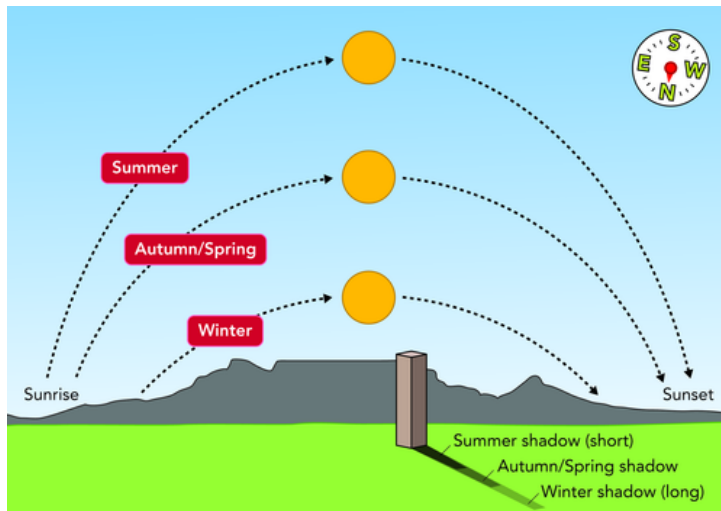 S
E
W
N
Summer
Autumn/Spring
Winter
Sunrise
Sunset
Summer shadow (short)
Autumn/Spring shadow
Winter shadow (long)